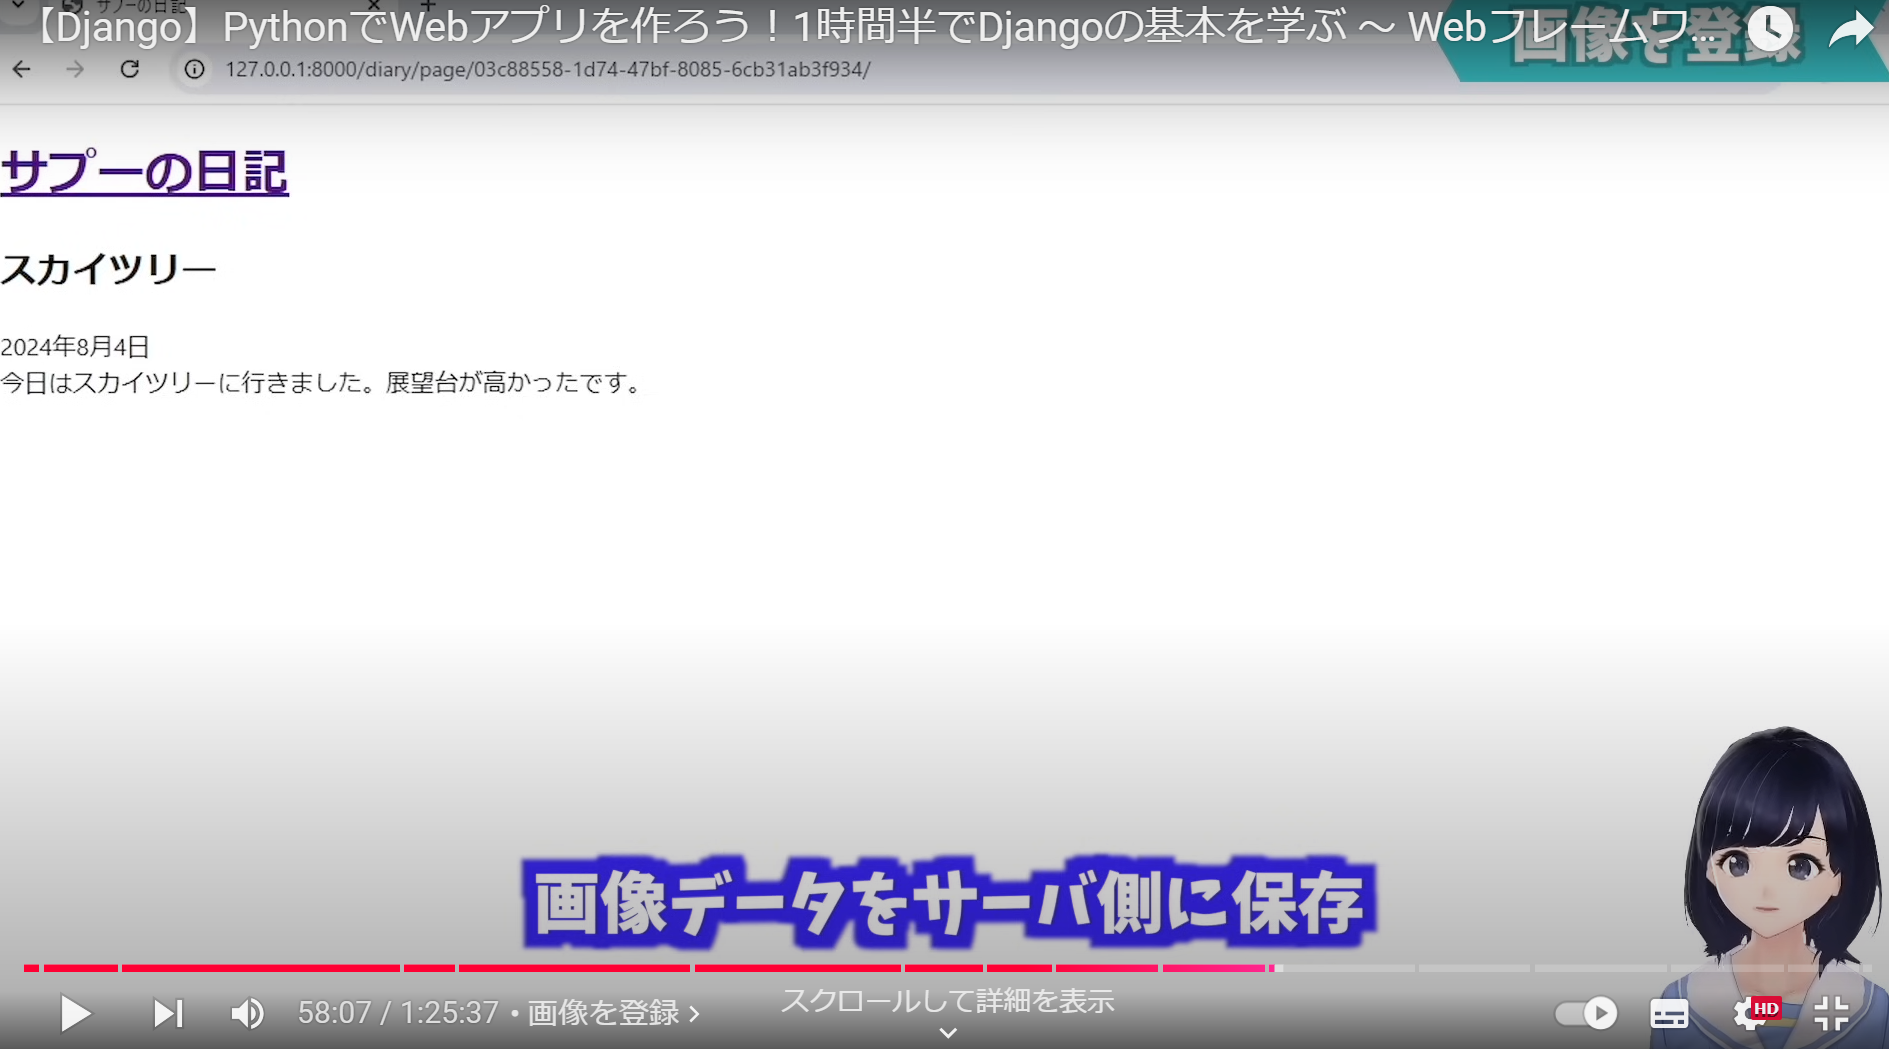 サプーの日記
【Django】PythonでWebアプリを作ろう！1時間半でDjangoの基本を学ぶ ～ Webフレームワ...
画像を登録
127.0.0.1:8000/diary/page/03c88558-1d74-47bf-8085-6cb31ab3f934/
サプーの日記
スカイツリー
2024年8月4日
今日はスカイツリーに行きました。展望台が高かったです。
画像データをサーバ側に保存
58:07 / 1:25:37・画像を登録
スクロールして詳細を表示
HD